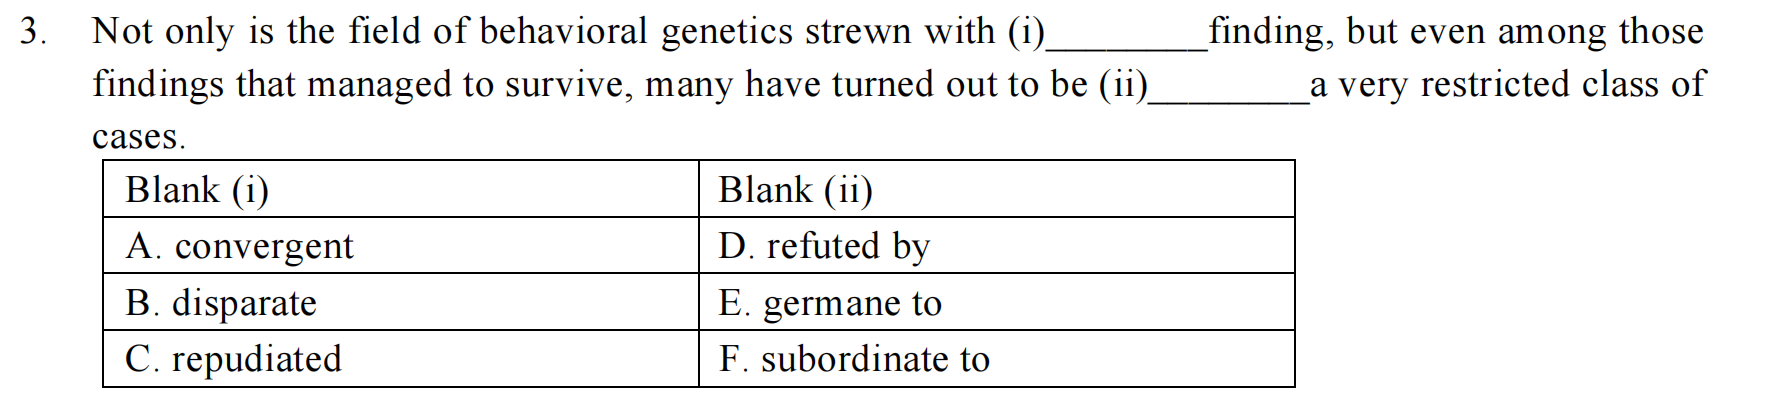 3. Not only is the field of behavioral genetics strewn with (i)________finding, but even among those
findings that managed to survive, many have turned out to be (ii)________a very restricted class of
cases.
Blank (i) Blank (ii)
A. convergent D. refuted by
B. disparate E. germane to
C. repudiated F. subordinate to